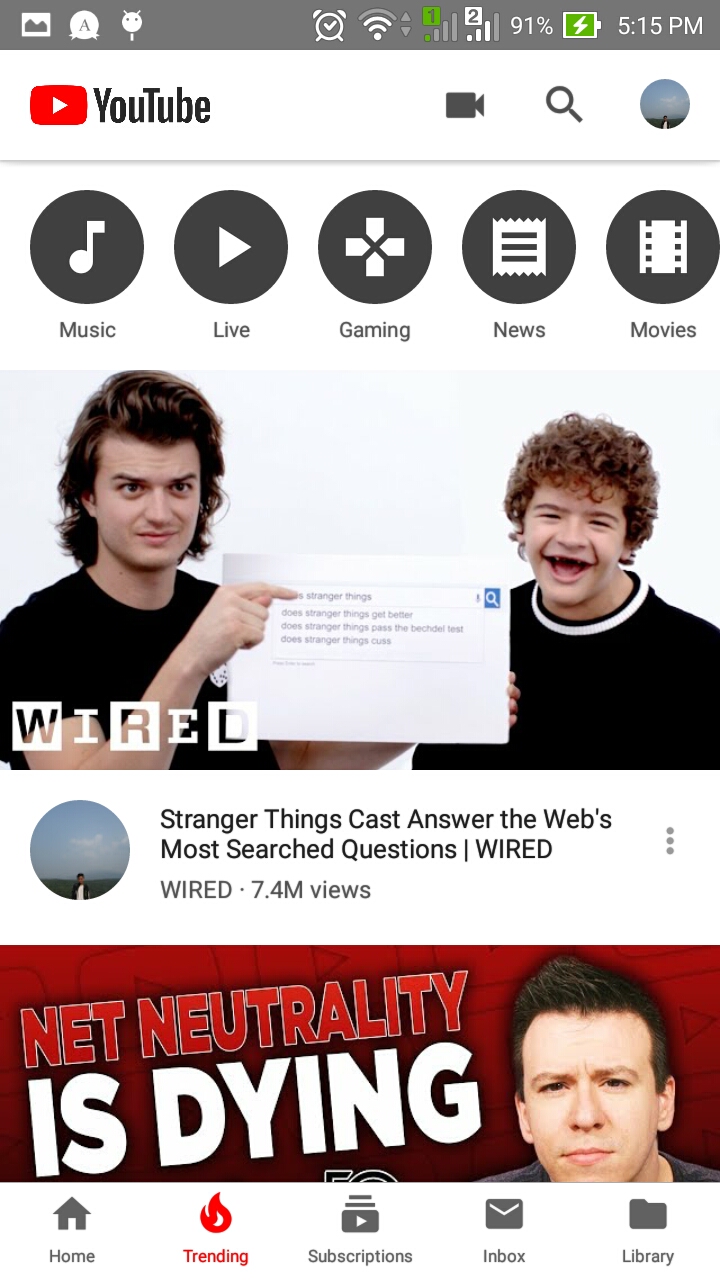 1 2 91% 5:15 PM
YouTube
Music Live Gaming News Movies
s stranger things
does stranger things get better
does stranger things pass the bechdel test
does stranger things cuss
WIRED
Stranger Things Cast Answer the Web's
Most Searched Questions | WIRED
WIRED · 7.4M views
NET NEUTRALITY
IS DYING
Home Trending Subscriptions Inbox Library